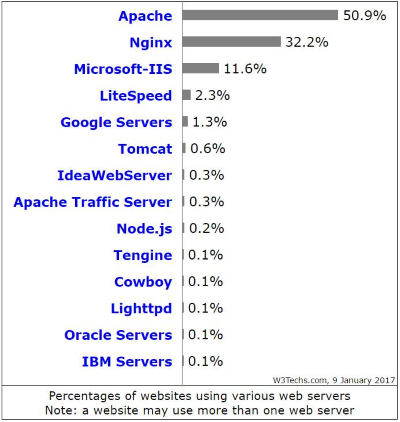 Apache 50.9%
Nginx 32.2%
Microsoft-IIS 11.6%
LiteSpeed 2.3%
Google Servers 1.3%
Tomcat 0.6%
IdeaWebServer 0.3%
Apache Traffic Server 0.3%
Node.js 0.2%
Tengine 0.1%
Cowboy 0.1%
Lighttpd 0.1%
Oracle Servers 0.1%
IBM Servers 0.1%
W3Techs.com, 9 January 2017
Percentages of websites using various web servers
Note: a website may use more than one web server